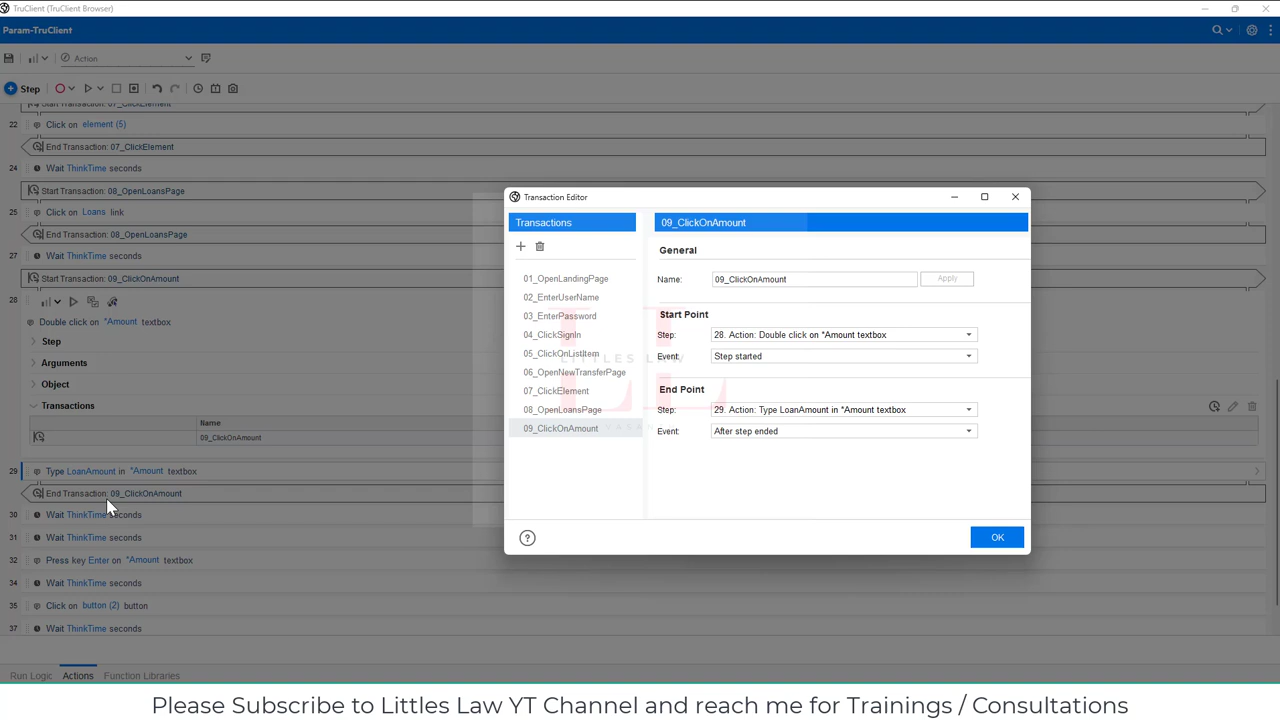 TruClient (TruClient Browser)
Param-TruClient
Action
Step
Start Transaction: 07_ClickElement
22 Click on element (5)
End Transaction: 07_ClickElement
24 Wait ThinkTime seconds
Start Transaction: 08_OpenLoansPage
25 Click on Loans link
End Transaction: 08_OpenLoansPage
26 Wait ThinkTime seconds
Start Transaction: 09_ClickOnAmount
28
Double click on *Amount textbox
Step
Arguments
Object
Transactions
Name
09_ClickOnAmount
29 Type LoanAmount in *Amount textbox
End Transaction: 09_ClickOnAmount
30 Wait ThinkTime seconds
31 Wait ThinkTime seconds
32 Press key Enter on *Amount textbox
34 Wait ThinkTime seconds
35 Click on button (2) button
37 Wait ThinkTime seconds
Run Logic Actions Function Libraries
Transaction Editor
Transactions
01_OpenLandingPage
02_EnterUserName
03_EnterPassword
04_ClickSignIn
05_ClickOnListItem
06_OpenNewTransferPage
07_ClickElement
08_OpenLoansPage
09_ClickOnAmount
09_ClickOnAmount
General
Name: 09_ClickOnAmount Apply
Start Point
Step: 28. Action: Double click on *Amount textbox
Event: Step started
End Point
Step: 29. Action: Type LoanAmount in *Amount textbox
Event: After step ended
OK
LITTLES LAW
Please Subscribe to Littles Law YT Channel and reach me for Trainings / Consultations